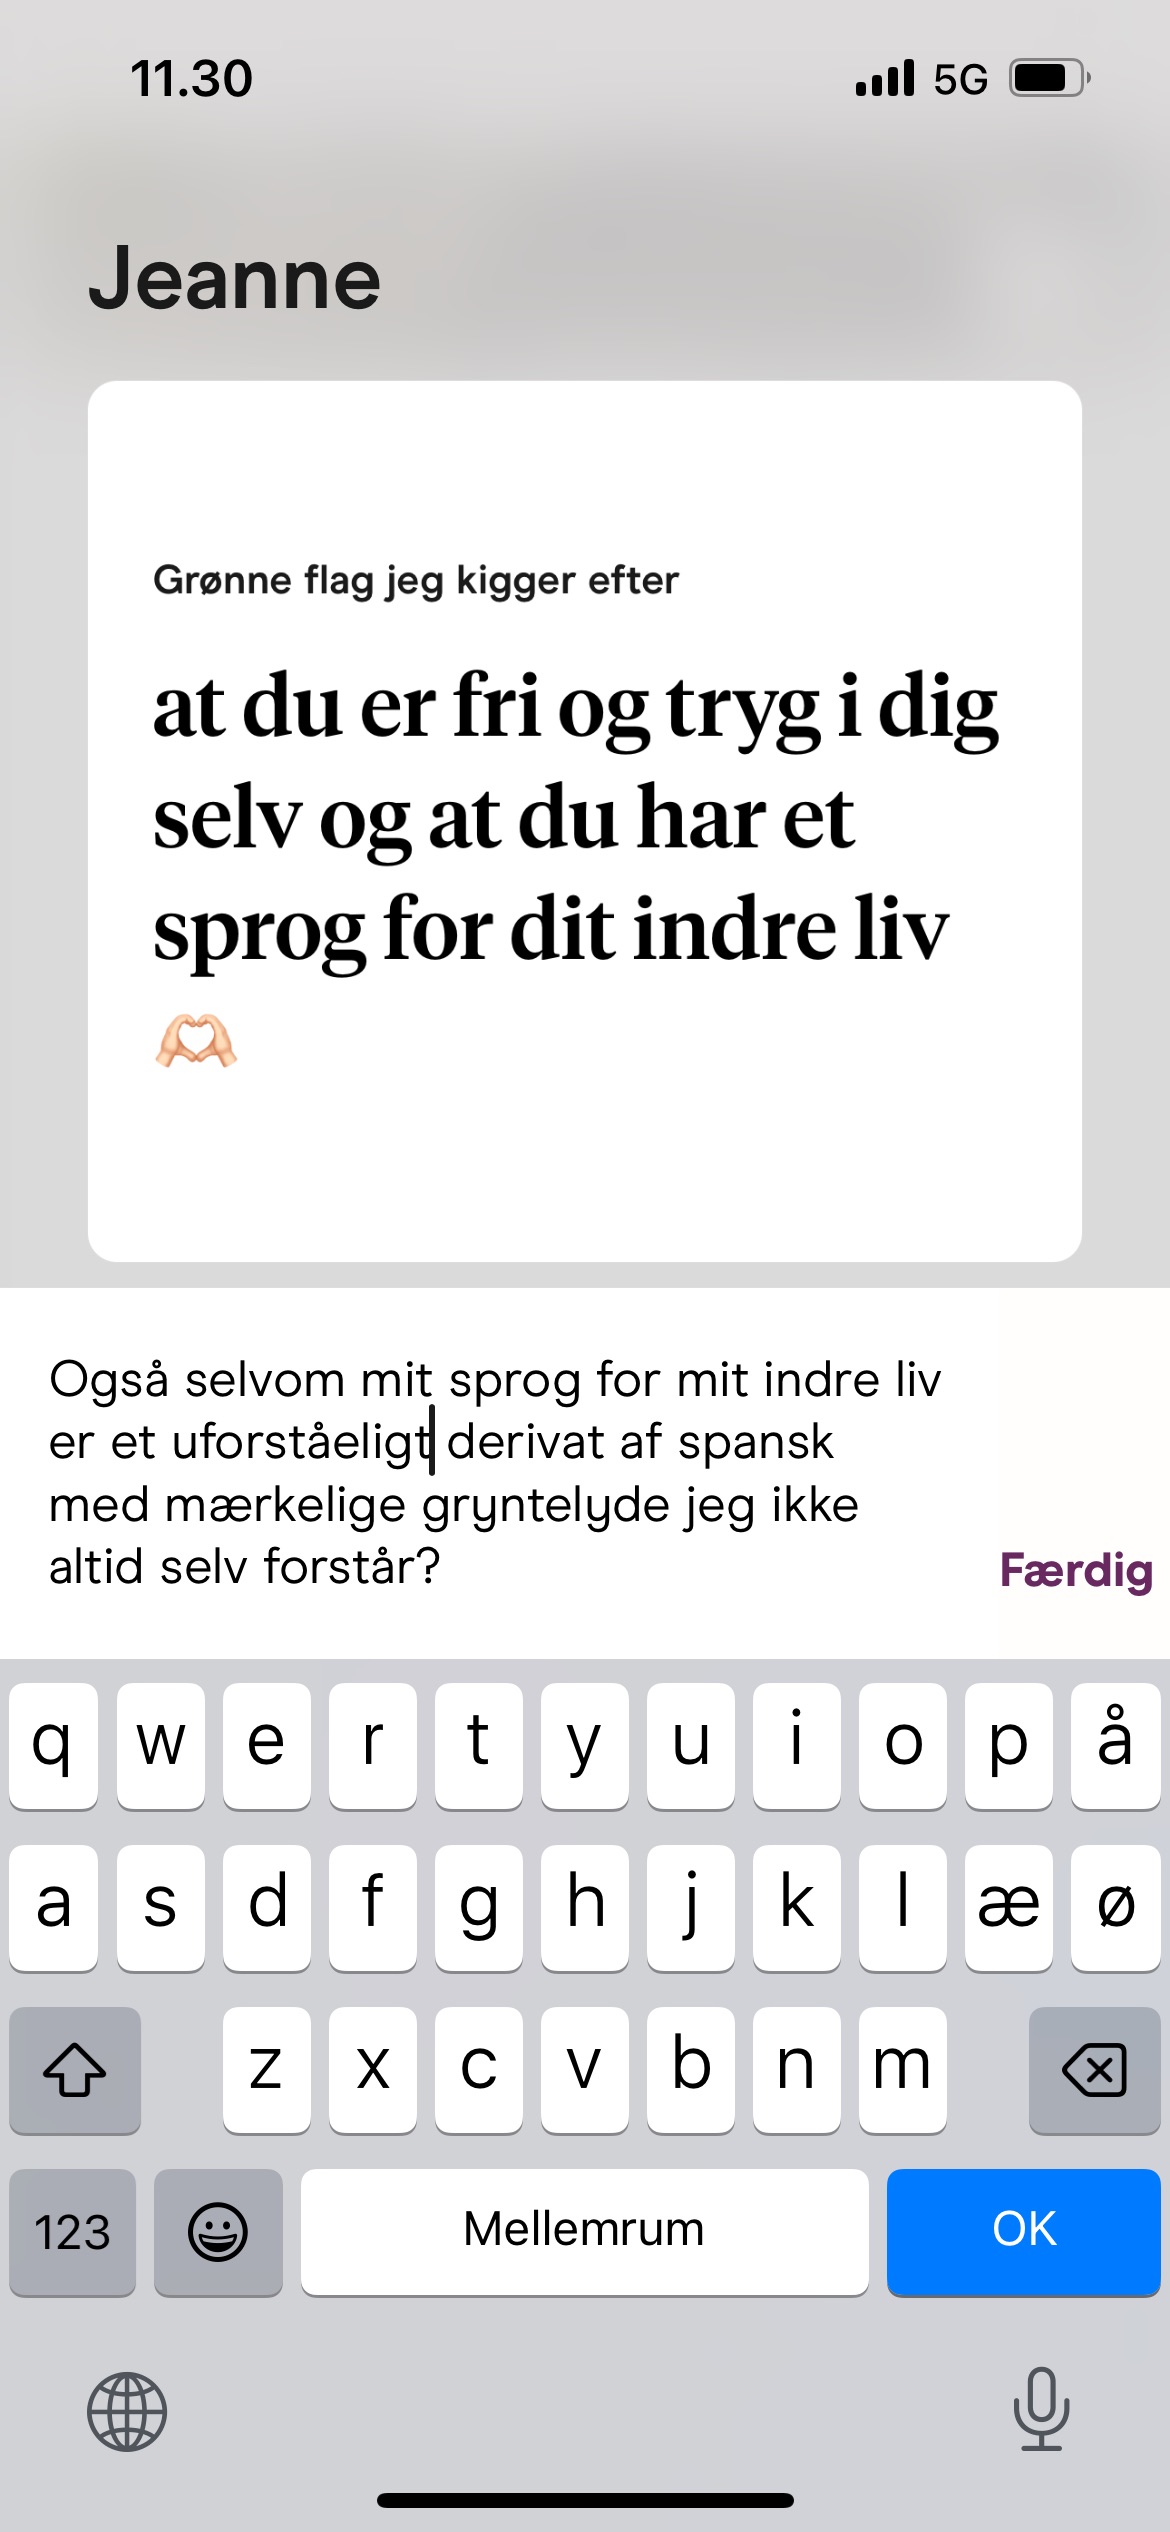 11.30
5G
Jeanne
Grønne flag jeg kigger efter
at du er fri og tryg i dig
selv og at du har et
sprog for dit indre liv
🫶🏻
Også selvom mit sprog for mit indre liv
er et uforståeligt derivat af spansk
med mærkelige gryntelyde jeg ikke
altid selv forstår?
Færdig
q w e r t y u i o p å
a s d f g h j k l æ ø
z x c v b n m
123
Mellemrum
OK